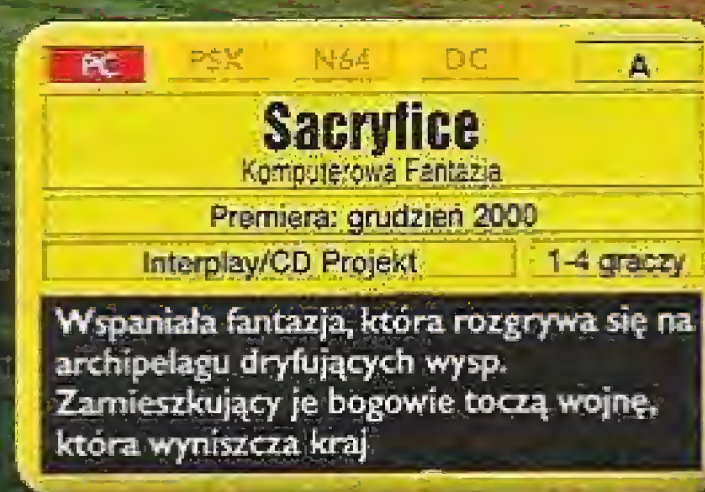 PC PSX N64 DC A
Sacryfice
Komputerowa Fantazja
Premiera: grudzień 2000
Interplay/CD Projekt 1-4 graczy
Wspaniała fantazja, która rozgrywa się na
archipelagu dryfujących wysp.
Zamieszkujący je bogowie toczą wojnę,
która wyniszcza kraj